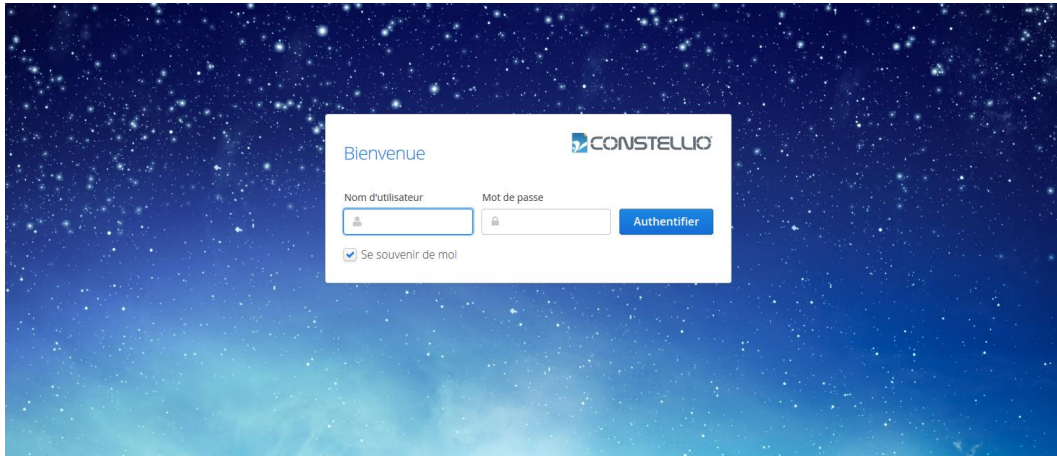 Bienvenue
CONSTELLIO
Nom d'utilisateur
Mot de passe
Authentifier
Se souvenir de moi